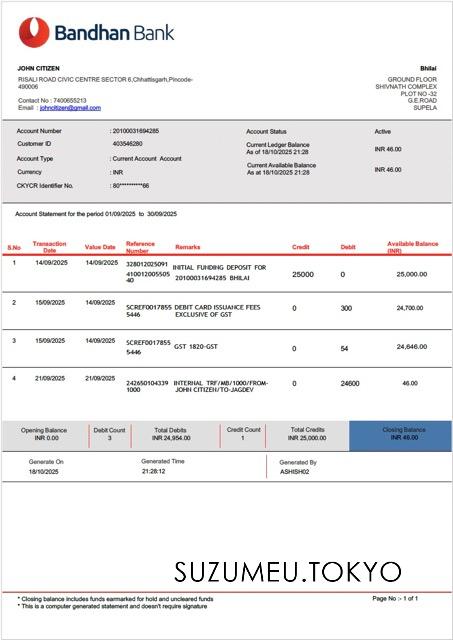 Bandhan Bank
JOHN CITIZEN
RISALI ROAD CIVIC CENTRE SECTOR 6,Chhattisgarh,Pincode-
490006
Contact No : 7400655213
Email : johncitizen@gmail.com
Bhilai
GROUND FLOOR
SHIVNATH COMPLEX
PLOT NO -32
G.E.ROAD
SUPELA
Account Number : 20100031694285
Customer ID : 403546280
Account Type : Current Account Account
Currency : INR
CKYCR Identifier No. : 80*********66
Account Status Active
Current Ledger Balance
As of 18/10/2025 21:28 INR 46.00
Current Available Balance
As at 18/10/2025 21:28 INR 46.00
Account Statement for the period 01/09/2025 to 30/09/2025
S.No Transaction Date Value Date Reference Number Remarks Credit Debit Available Balance (INR)
1 14/09/2025 14/09/2025 328012025091 INITIAL FUNDING DEPOSIT FOR 25000 0 25,000.00
410012005505 20100031694285 BHILAI
40
2 15/09/2025 14/09/2025 SCREF0017855 DEBIT CARD ISSUANCE FEES 0 300 24,700.00
5446 EXCLUSIVE OF GST
3 15/09/2025 14/09/2025 SCREF0017855 GST 1820-GST 0 54 24,646.00
5446
4 21/09/2025 21/09/2025 242650104339 INTERNAL TRF/MB/1000/FROM- 0 24600 46.00
1000 JOHN CITIZEN/TO-JAGDEV
Opening Balance Debit Count Total Debits Credit Count Total Credits Closing Balance
INR 0.00 3 INR 24,954.00 1 INR 25,000.00 INR 46.00
Generate On Generated Time Generated By
18/10/2025 21:28:12 ASHISH02
SUZUMEU.TOKYO
* Closing balance includes funds earmarked for hold and uncleared funds
* This is a computer generated statement and doesn't require signature
Page No :- 1 of 1